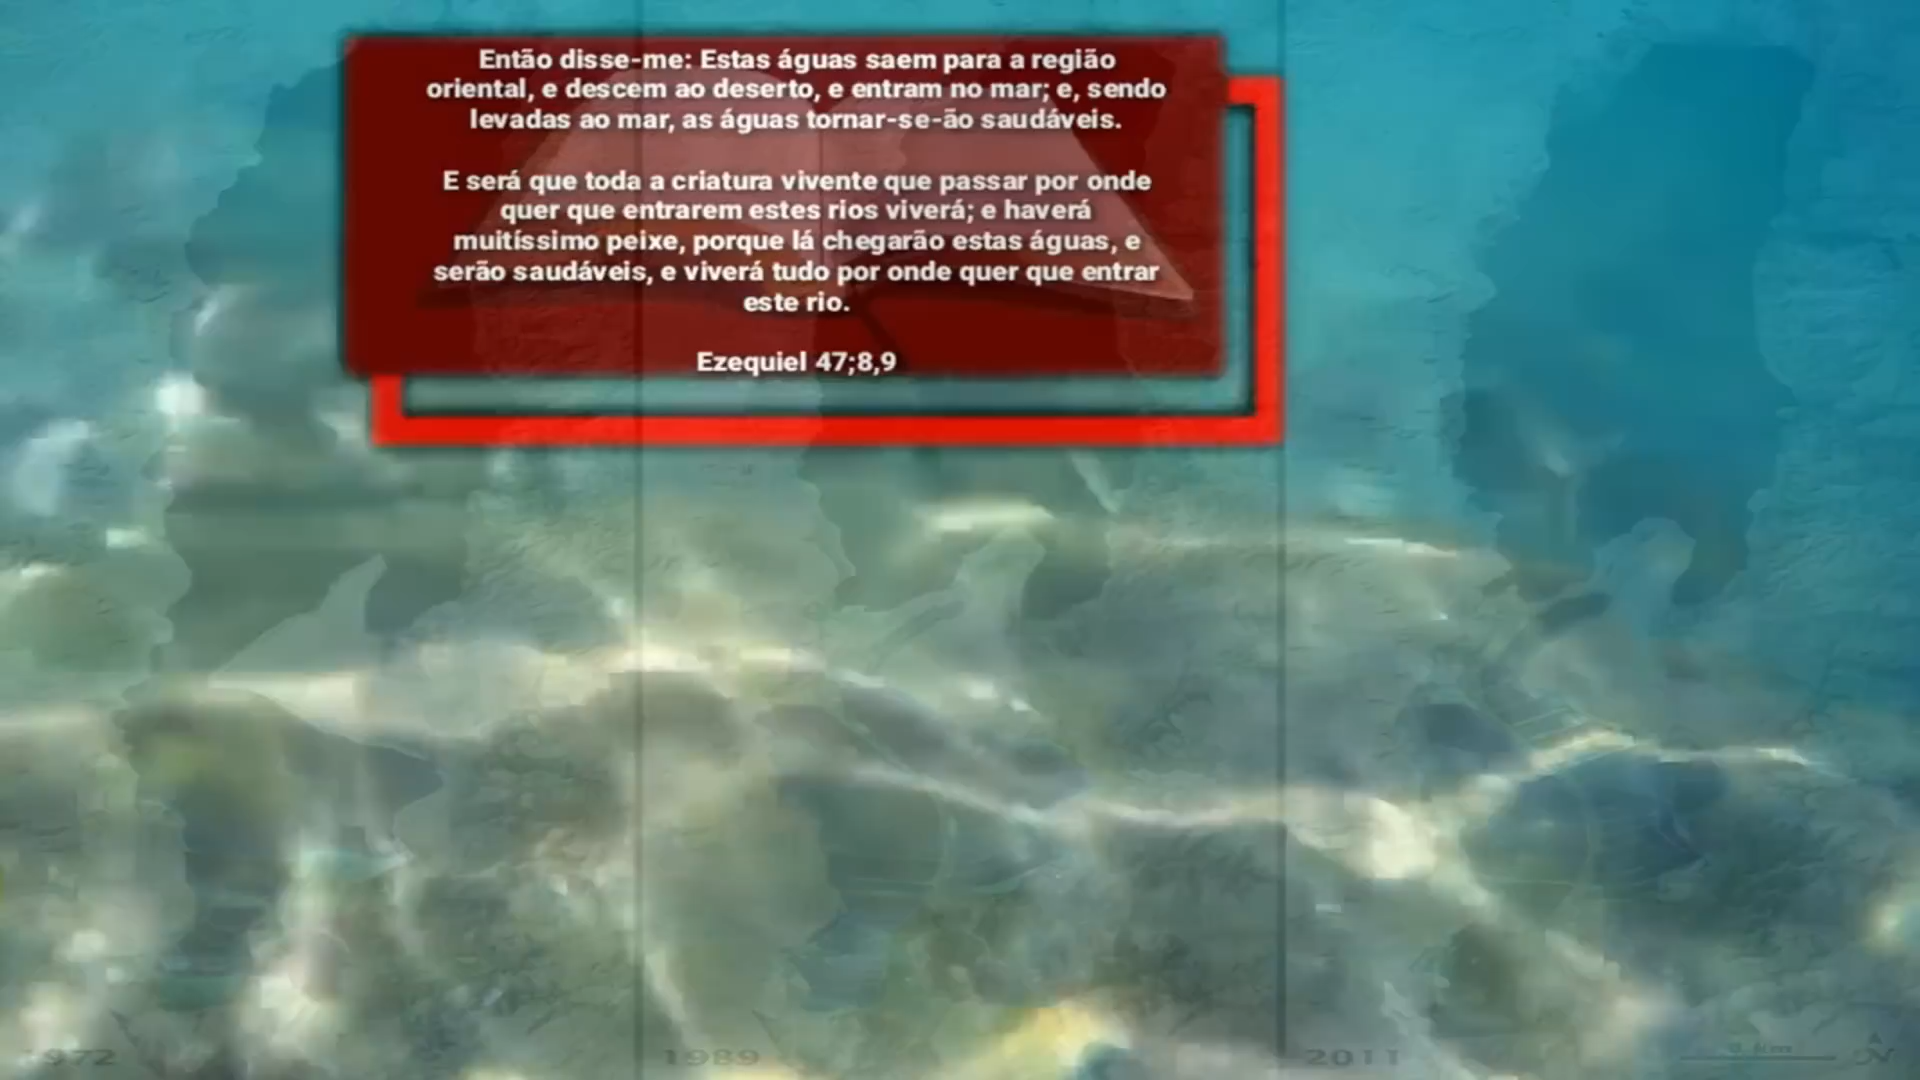 Então disse-me: Estas águas saem para a região
oriental, e descem ao deserto, e entram no mar; e, sendo
levadas ao mar, as águas tornar-se-ão saudáveis.
E será que toda a criatura vivente que passar por onde
quer que entrarem estes rios viverá; e haverá
muitíssimo peixe, porque lá chegarão estas águas, e
serão saudáveis, e viverá tudo por onde quer que entrar
este rio.
Ezequiel 47;8,9
1972
1989
2011
N